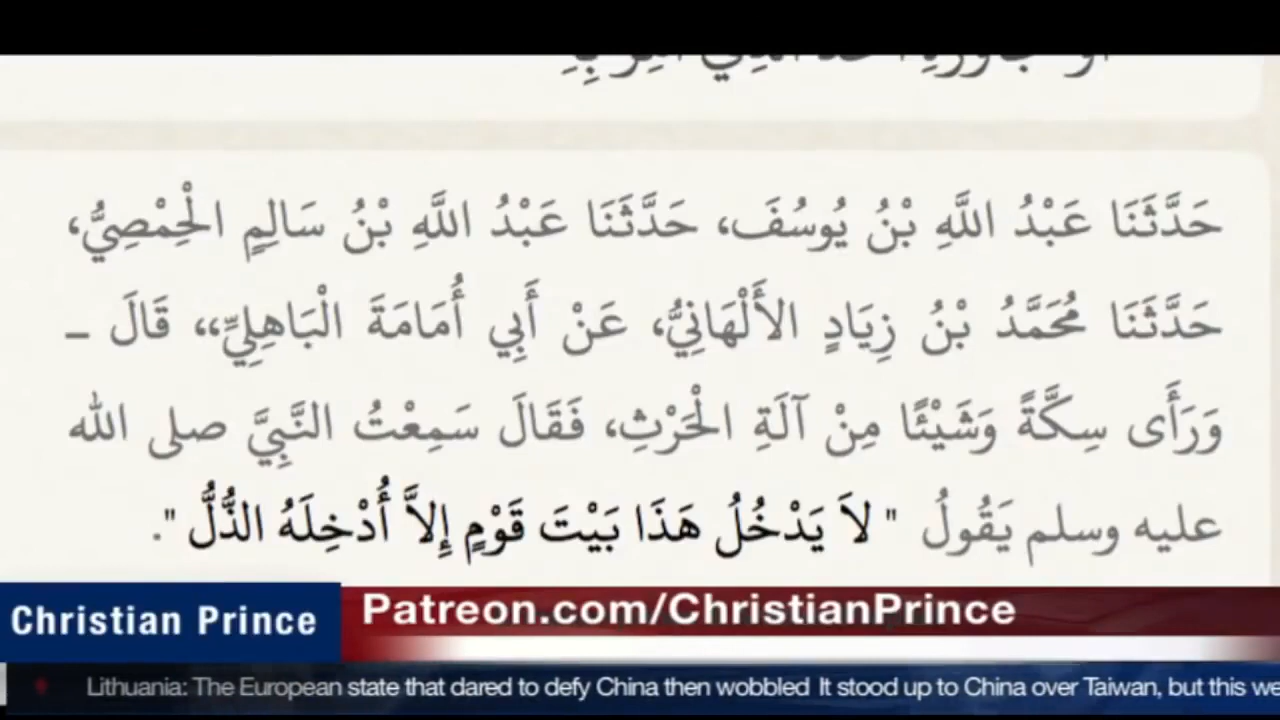 حَدَّثَنَا عَبْدُ اللَّهِ بْنُ يُوسُفَ، حَدَّثَنَا عَبْدُ اللَّهِ بْنُ سَالِمٍ الْحِمْصِيُّ،
حَدَّثَنَا مُحَمَّدُ بْنُ زِيَادٍ الأَلْهَانِيُّ، عَنْ أَبِي أُمَامَةَ الْبَاهِلِيِّ،، قَالَ ـ
وَرَأَى سِكَّةً وَشَيْئًا مِنْ آلَةِ الْحَرْثِ، فَقَالَ سَمِعْتُ النَّبِيَّ صلى الله
عليه وسلم يَقُولُ ‏"‏ لاَ يَدْخُلُ هَذَا بَيْتَ قَوْمٍ إِلاَّ أُدْخِلَهُ الذُّلُّ ‏"‏‏.‏
Christian Prince
Patreon.com/ChristianPrince
Lithuania: The European state that dared to defy China then wobbled It stood up to China over Taiwan, but this we